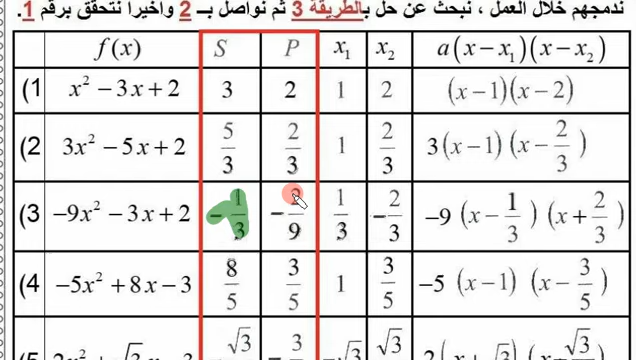 ندمجهم خلال العمل ، نبحث عن حل بالطريقة 3 ثم نواصل بـ 2 وأخيرا نتحقق برقم 1.
f(x) S P x₁ x₂ a(x−x₁)(x−x₂)
(1 x²−3x+2 3 2 1 2 (x−1)(x−2)
(2 3x²−5x+2 5/3 2/3 1 2/3 3(x−1)(x−2/3)
(3 −9x²−3x+2 −1/3 −2/9 1/3 −2/3 −9(x−1/3)(x+2/3)
(4 −5x²+8x−3 8/5 3/5 1 3/5 −5(x−1)(x−3/5)
(5